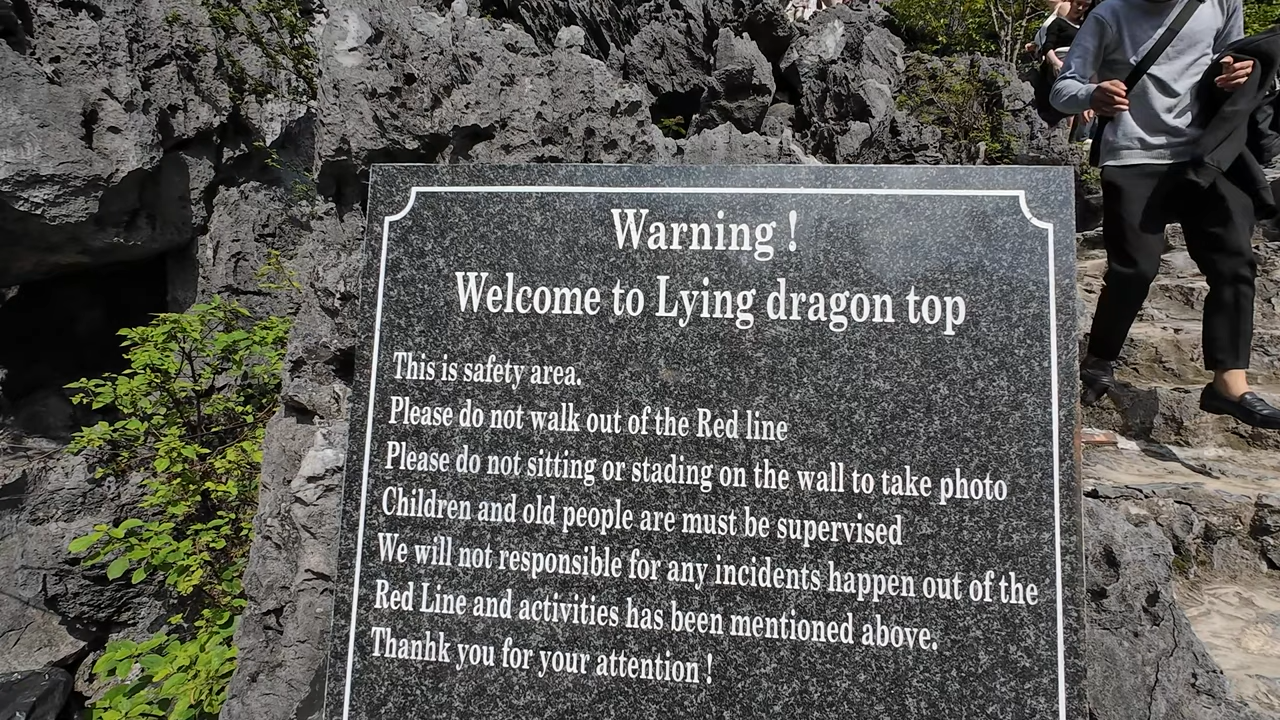 Warning !
Welcome to Lying dragon top
This is safety area.
Please do not walk out of the Red line
Please do not sitting or stading on the wall to take photo
Children and old people are must be supervised
We will not responsible for any incidents happen out of the
Red Line and activities has been mentioned above.
Thanhk you for your attention !